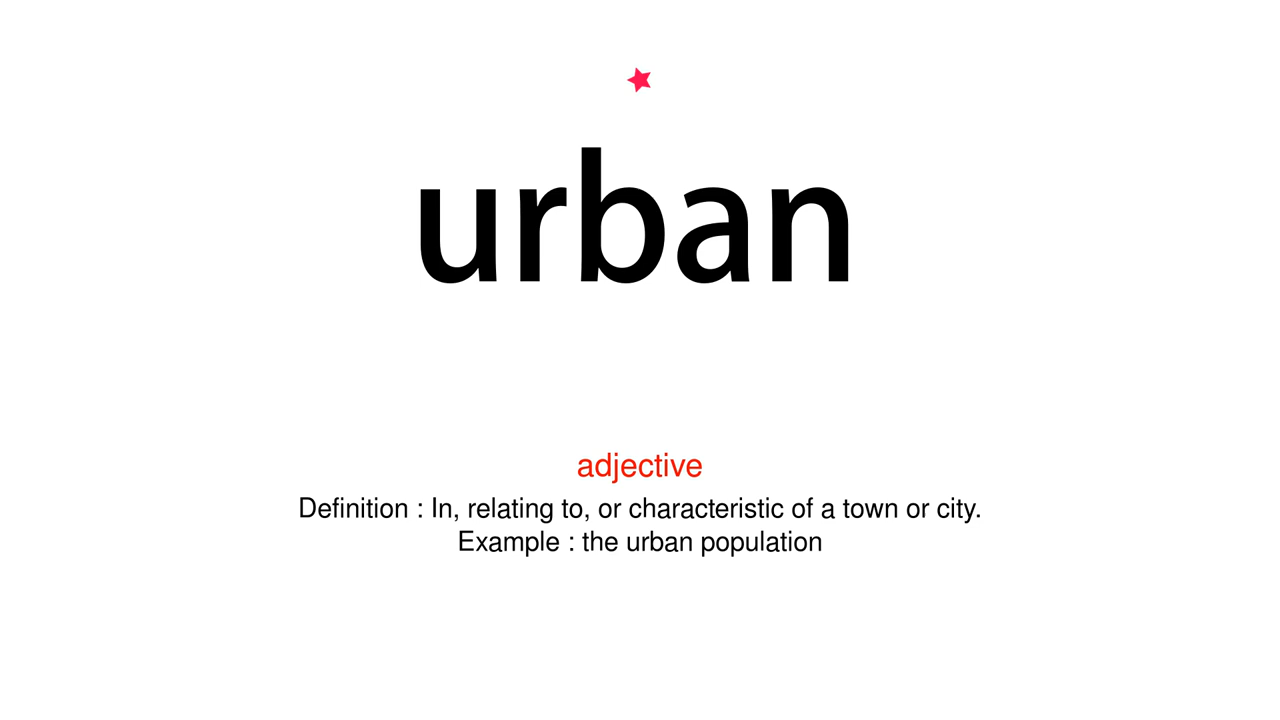 urban
adjective
Definition : In, relating to, or characteristic of a town or city.
Example : the urban population